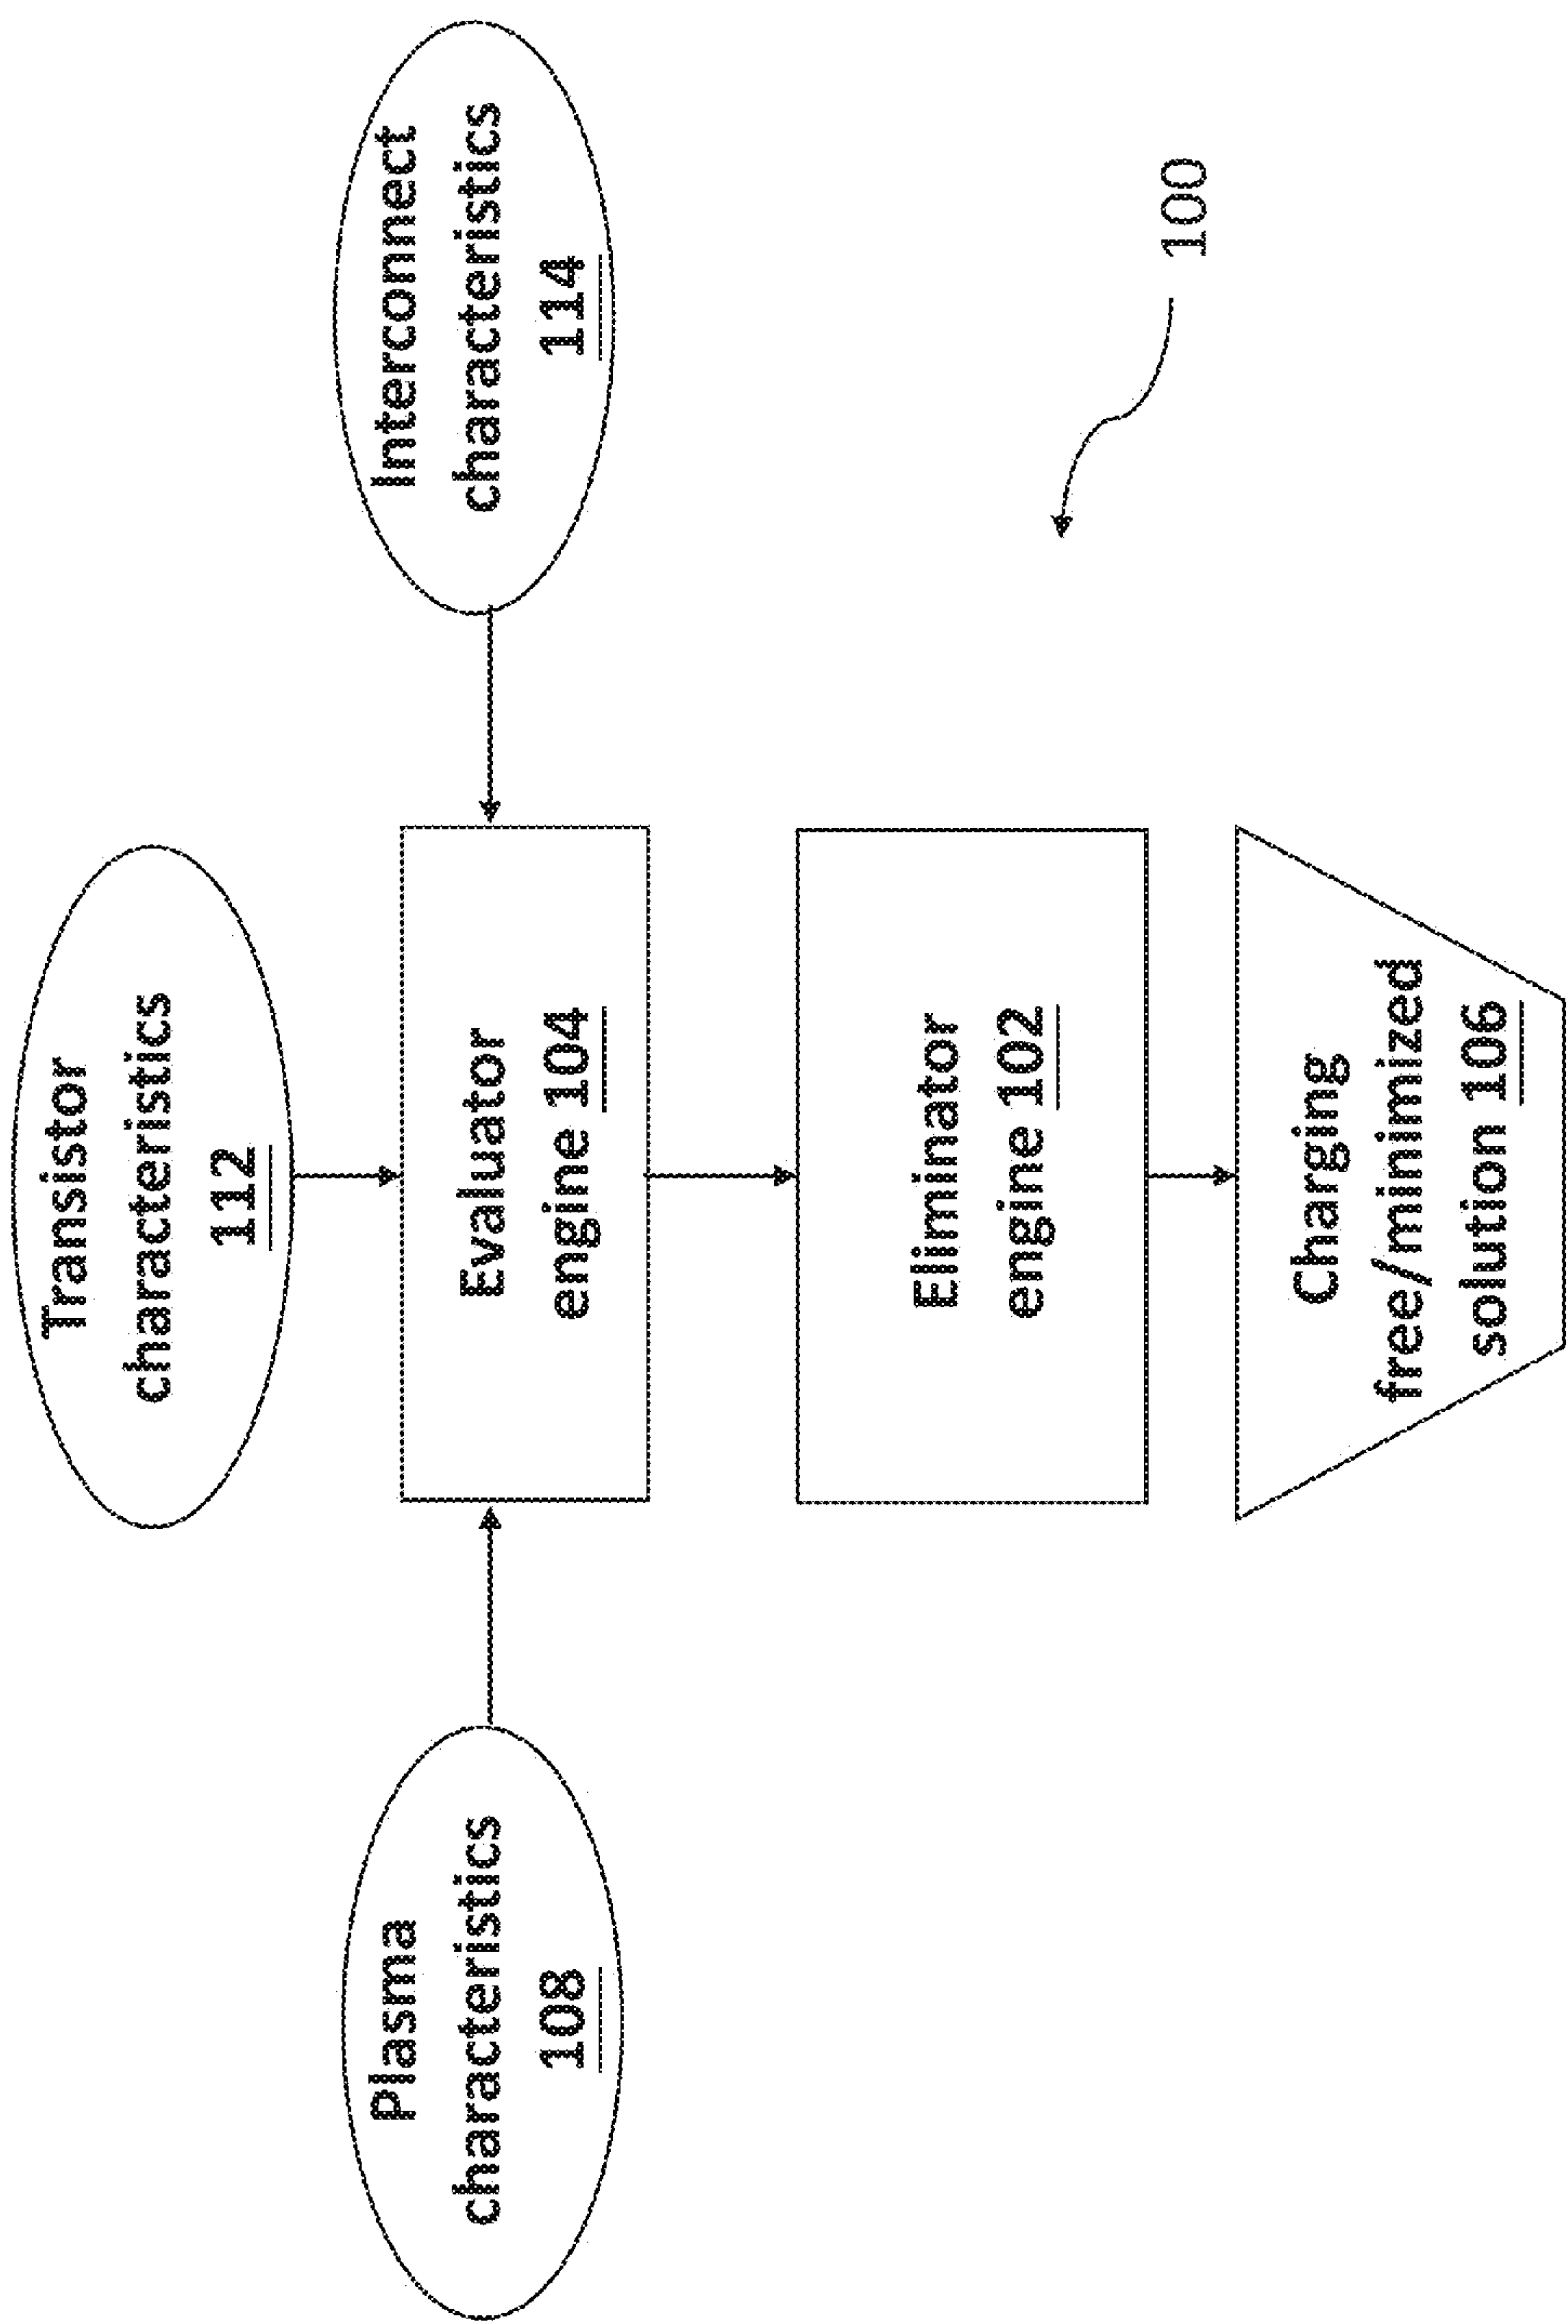 Transistor
characteristics
112
Plasma
characteristics
108
Evaluator
engine 104
Interconnect
characteristics
114
Eliminator
engine 102
100
Charging
free/minimized
solution 106